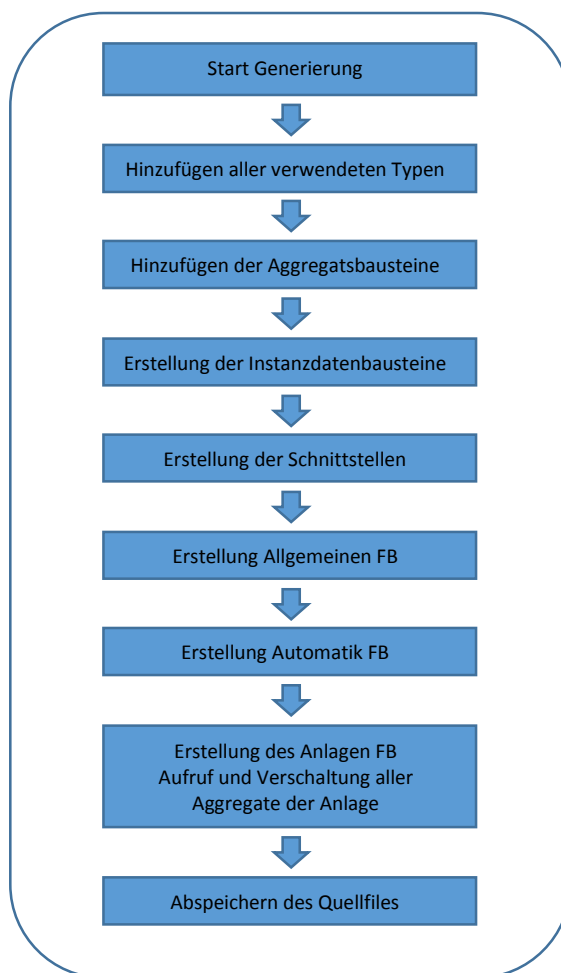 Start Generierung
Hinzufügen aller verwendeten Typen
Hinzufügen der Aggregatsbausteine
Erstellung der Instanzdatenbausteine
Erstellung der Schnittstellen
Erstellung Allgemeinen FB
Erstellung Automatik FB
Erstellung des Anlagen FB
Aufruf und Verschaltung aller
Aggregate der Anlage
Abspeichern des Quellfiles